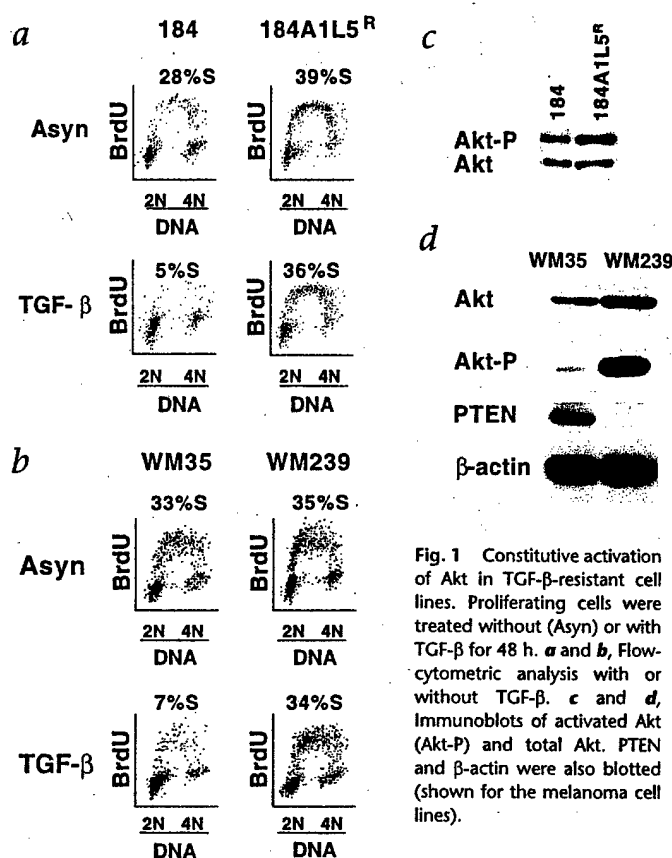 a
184 184A1L5R
28%S 39%S
Asyn
BrdU BrdU
2N 4N 2N 4N
DNA DNA
5%S 36%S
TGF- β
BrdU BrdU
2N 4N 2N 4N
DNA DNA
b
WM35 WM239
33%S 35%S
Asyn
BrdU BrdU
2N 4N 2N 4N
DNA DNA
7%S 34%S
TGF-β
BrdU BrdU
2N 4N 2N 4N
DNA DNA
c
184 184A1L5R
Akt-P
Akt
d
WM35 WM239
Akt
Akt-P
PTEN
β-actin
Fig. 1 Constitutive activation
of Akt in TGF-β-resistant cell
lines. Proliferating cells were
treated without (Asyn) or with
TGF-β for 48 h. a and b, Flow-
cytometric analysis with or
without TGF-β. c and d,
Immunoblots of activated Akt
(Akt-P) and total Akt. PTEN
and β-actin were also blotted
(shown for the melanoma cell
lines).